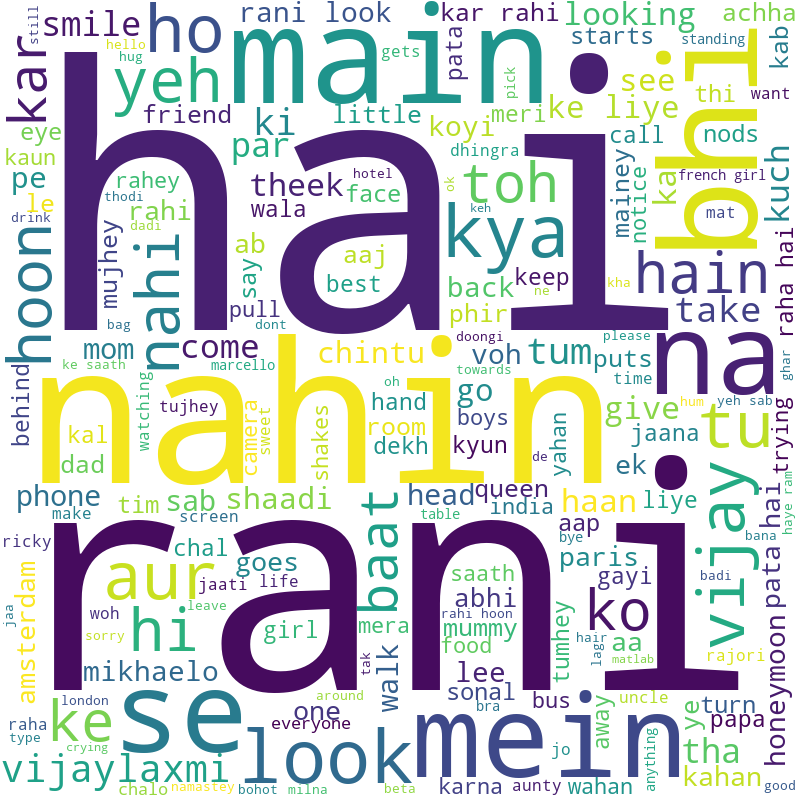 still smile ho rani look kar rahi looking achha
hello hug main pata starts standing kab
kar yeh gets pick see want
friend ki little koyi meri ke liye thi call nods
eye par dhingra french girl bhi
kaun hai ok mainey notice ka kuch
pe rahey theek face toh mat
le thodi wala keh
drink rahi dadi ab aaj kya hain raha hai
hoon mujhey nahi say best back keep kha take
bag pull phir ne
mom dont come doongi voh tum please na ghar
ke saath chintu marcello puts time
behind tujhey nahin oh towards go give hum yeh sab tu
kal watching camera sweet shakes hand boys yahan jaana trying
dad room dekh kyun de ek
phone tim sab shaadi head queen haan liye pata hai
make screen baat table india aap bye vijay haye ram
ricky chal goes paris bana
jaa aur jaati life saath gayi badi
amsterdam woh leave rani abhi ko
hi girl mera rahi hoon mummy tumhey hair aa honeymoon
sorry food lagi matlab rajori
mikhaelo tak walk lee
london se around sonal bus uncle ye turn
raha ke one bra away papa
type everyone look mein jo tha
crying anything kahan
vijaylaxmi
chalo namastey bohot milna beta karna aunty wahan good